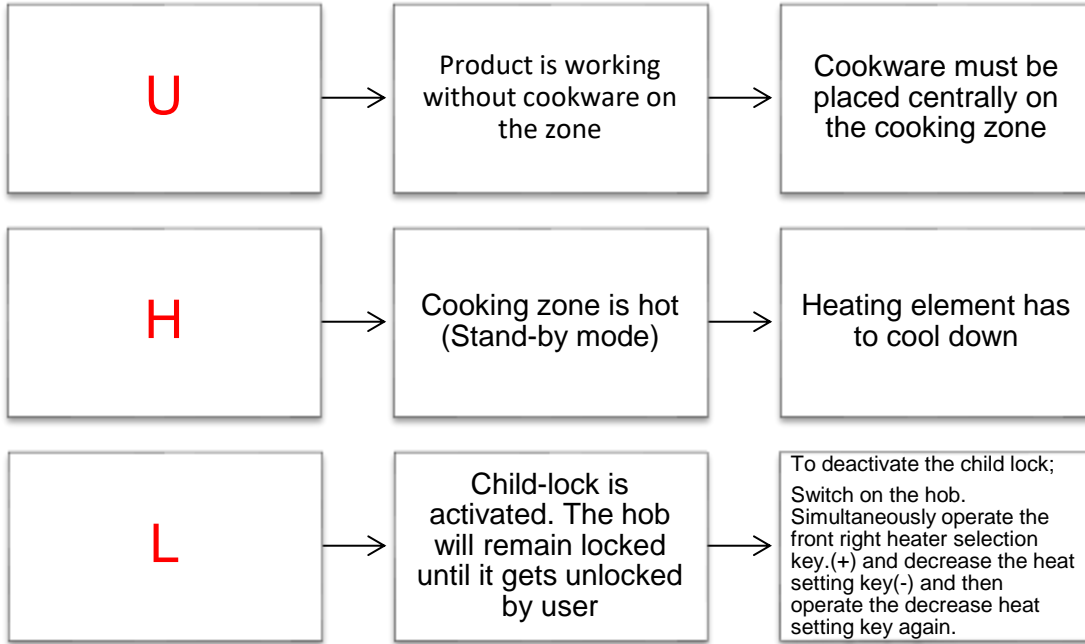 U
Product is working
without cookware on
the zone
Cookware must be
placed centrally on
the cooking zone
H
Cooking zone is hot
(Stand-by mode)
Heating element has
to cool down
L
Child-lock is
activated. The hob
will remain locked
until it gets unlocked
by user
To deactivate the child lock;
Switch on the hob.
Simultaneously operate the
front right heater selection
key.(+) and decrease the heat
setting key(-) and then
operate the decrease heat
setting key again.